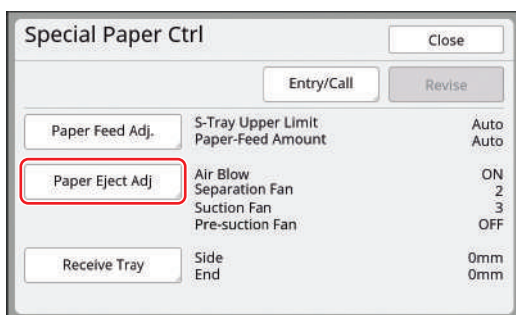 Special Paper Ctrl Close
Entry/Call Revise
Paper Feed Adj. S-Tray Upper Limit Auto
Paper-Feed Amount Auto
Paper Eject Adj Air Blow ON
Separation Fan 2
Suction Fan 3
Pre-suction Fan OFF
Receive Tray Side 0mm
End 0mm